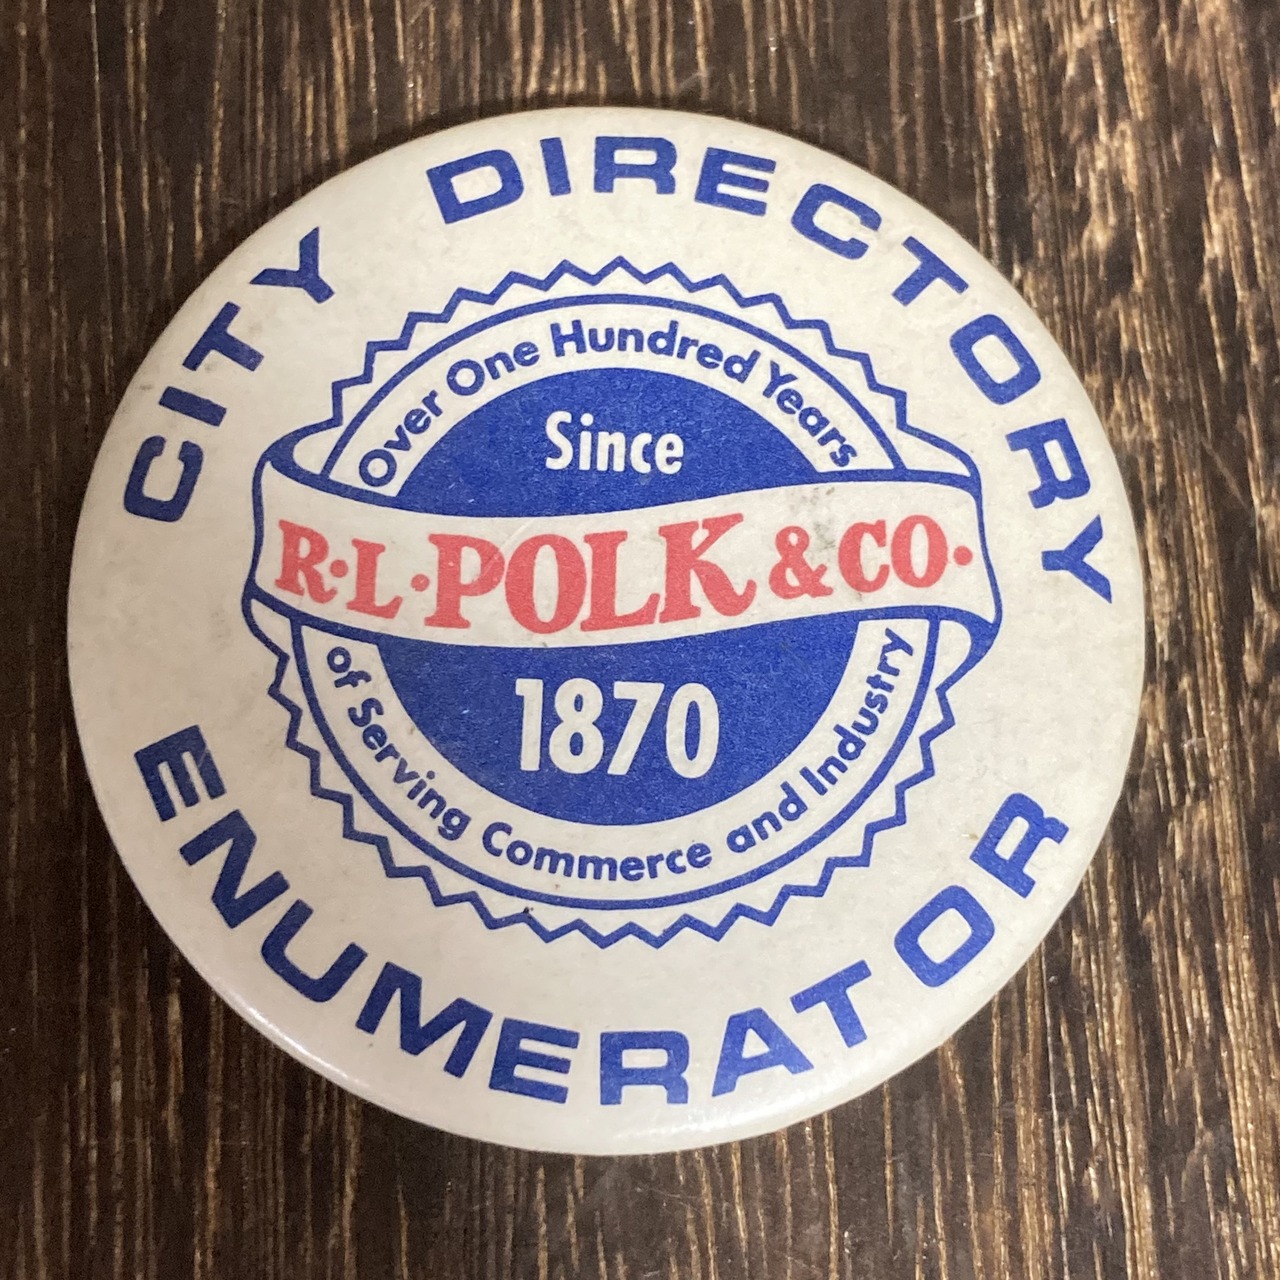 CITY DIRECTORY
Over One Hundred Years
Since
R·L·POLK & CO·
1870
of Serving Commerce and Industry
ENUMERATOR